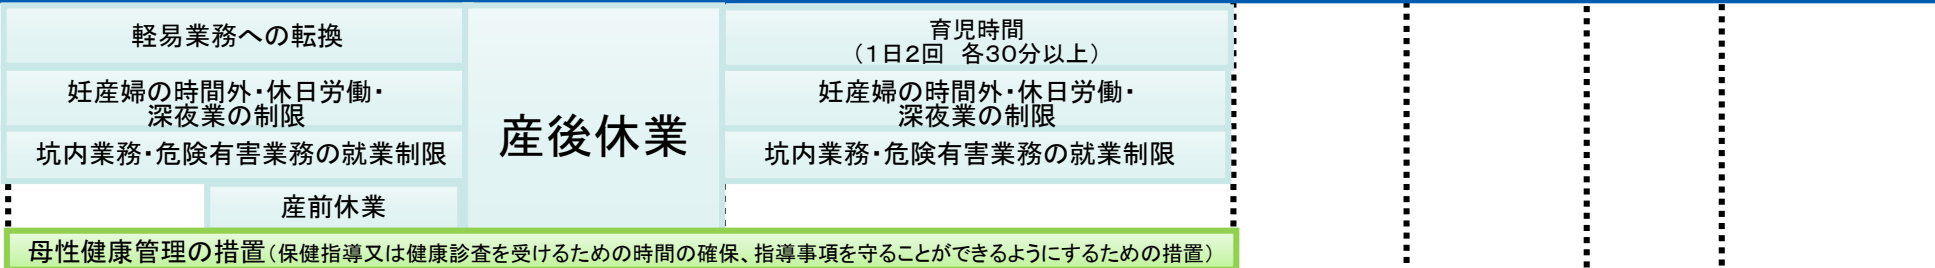 軽易業務への転換
妊産婦の時間外・休日労働・
深夜業の制限
坑内業務・危険有害業務の就業制限
産前休業
産後休業
育児時間
(1日2回 各30分以上)
妊産婦の時間外・休日労働・
深夜業の制限
坑内業務・危険有害業務の就業制限
母性健康管理の措置(保健指導又は健康診査を受けるための時間の確保、指導事項を守ることができるようにするための措置)